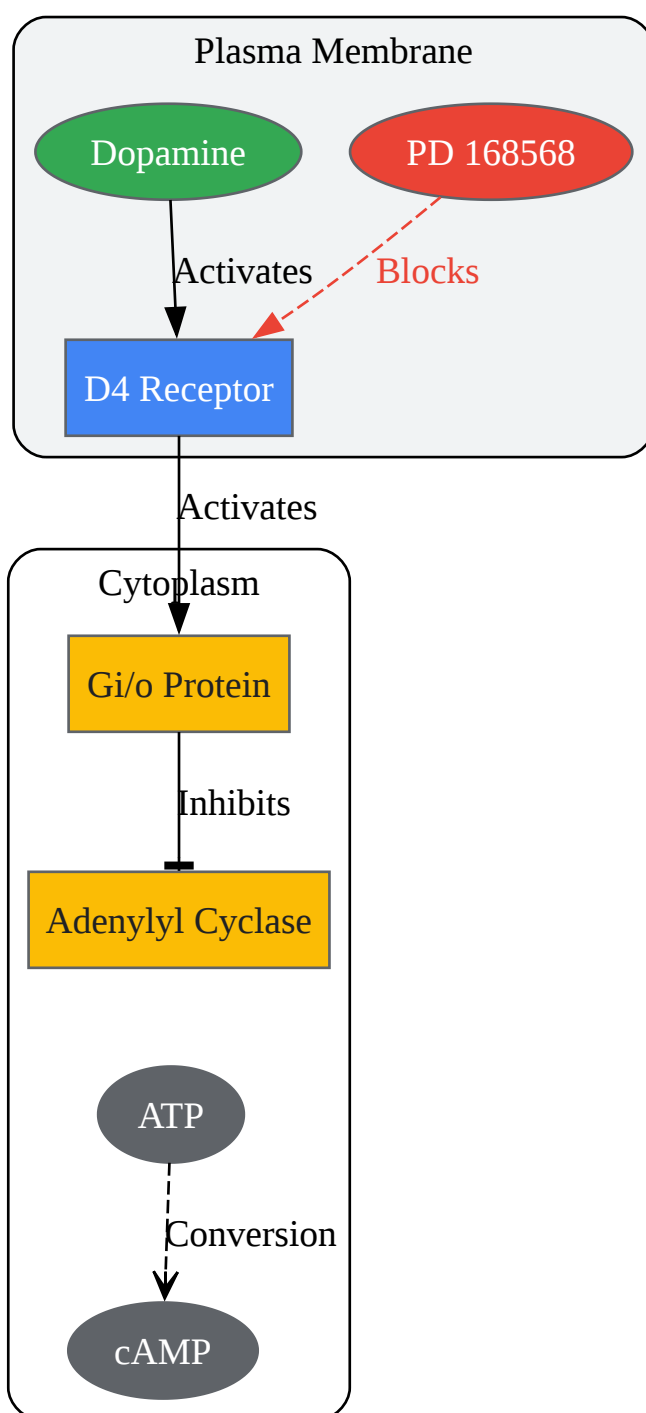 Plasma Membrane
Dopamine
PD 168568
Activates
Blocks
D4 Receptor
Activates
Cytoplasm
Gi/o Protein
Inhibits
Adenylyl Cyclase
ATP
Conversion
cAMP